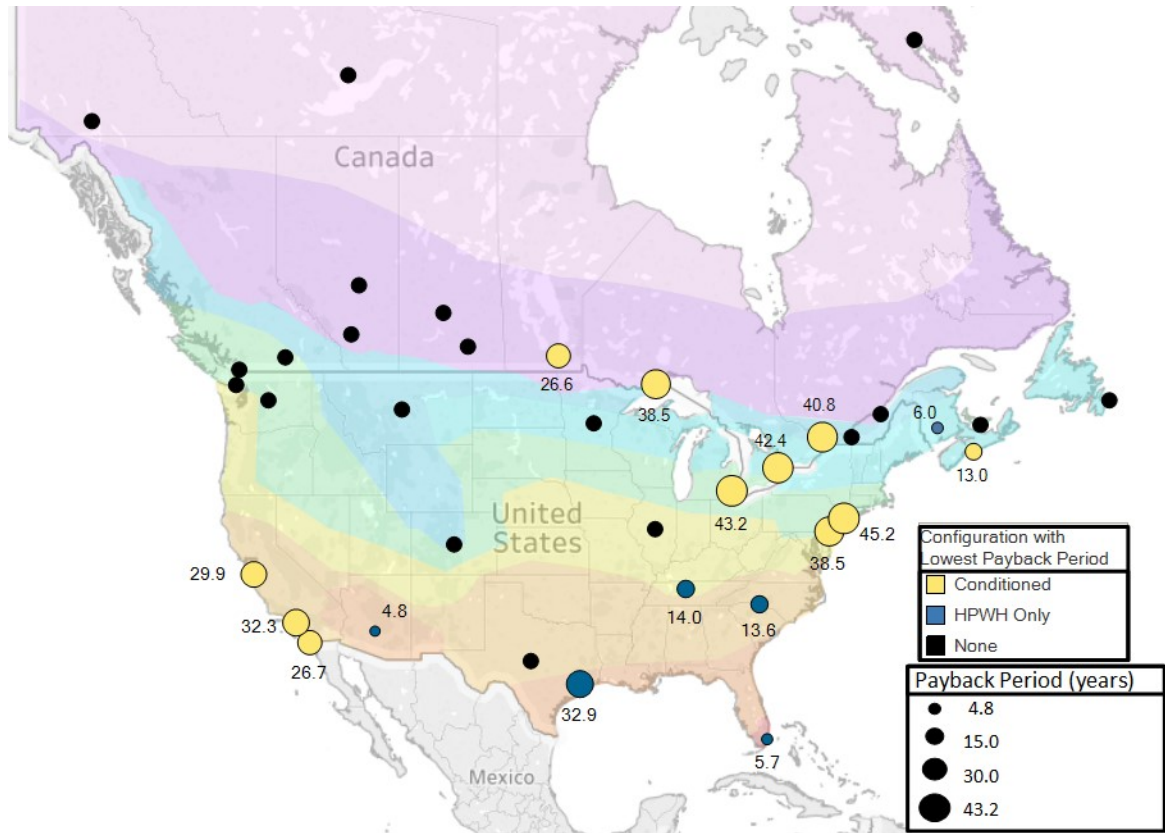 Canada
26.6
38.5
40.8
6.0
42.4
13.0
43.2
United
States
45.2
38.5
29.9
4.8
14.0
13.6
32.3
26.7
32.9
5.7
Mexico
Configuration with
Lowest Payback Period
Conditioned
HPWH Only
None
Payback Period (years)
4.8
15.0
30.0
43.2